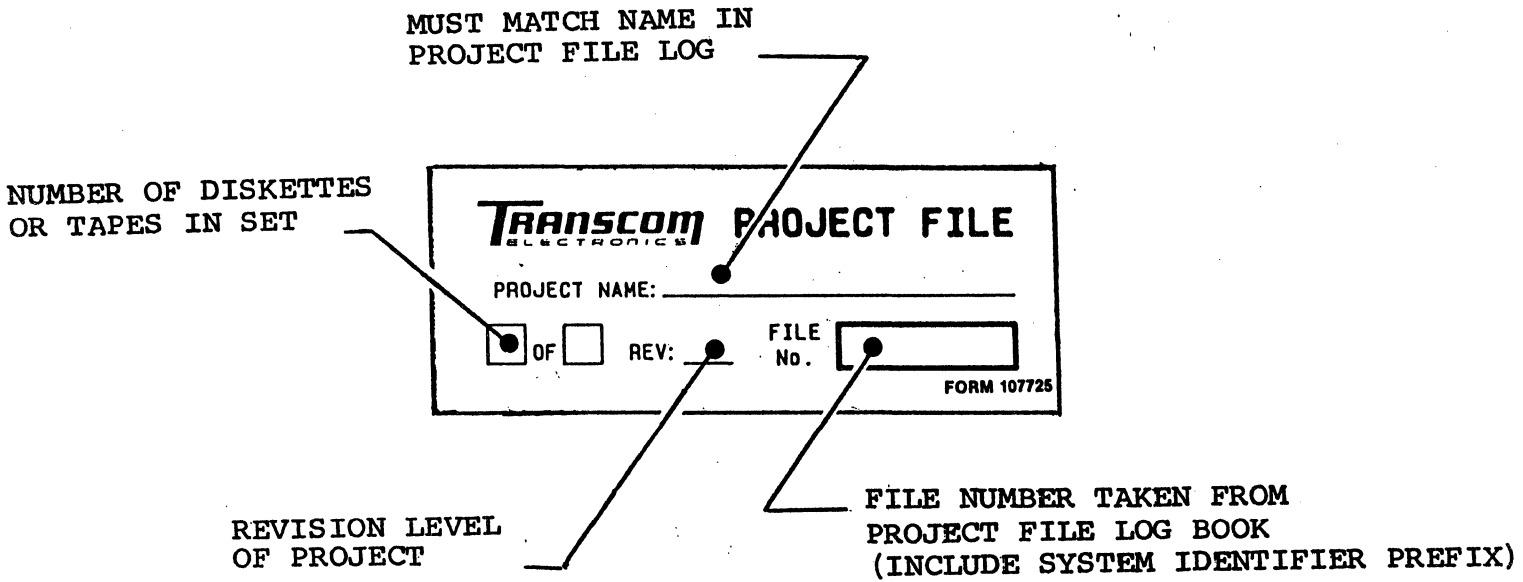 MUST MATCH NAME IN
PROJECT FILE LOG
NUMBER OF DISKETTES
OR TAPES IN SET
TRANSCOM PROJECT FILE
ELECTRONICS
PROJECT NAME:
OF REV: FILE No.
FORM 107725
REVISION LEVEL
OF PROJECT
FILE NUMBER TAKEN FROM
PROJECT FILE LOG BOOK
(INCLUDE SYSTEM IDENTIFIER PREFIX)